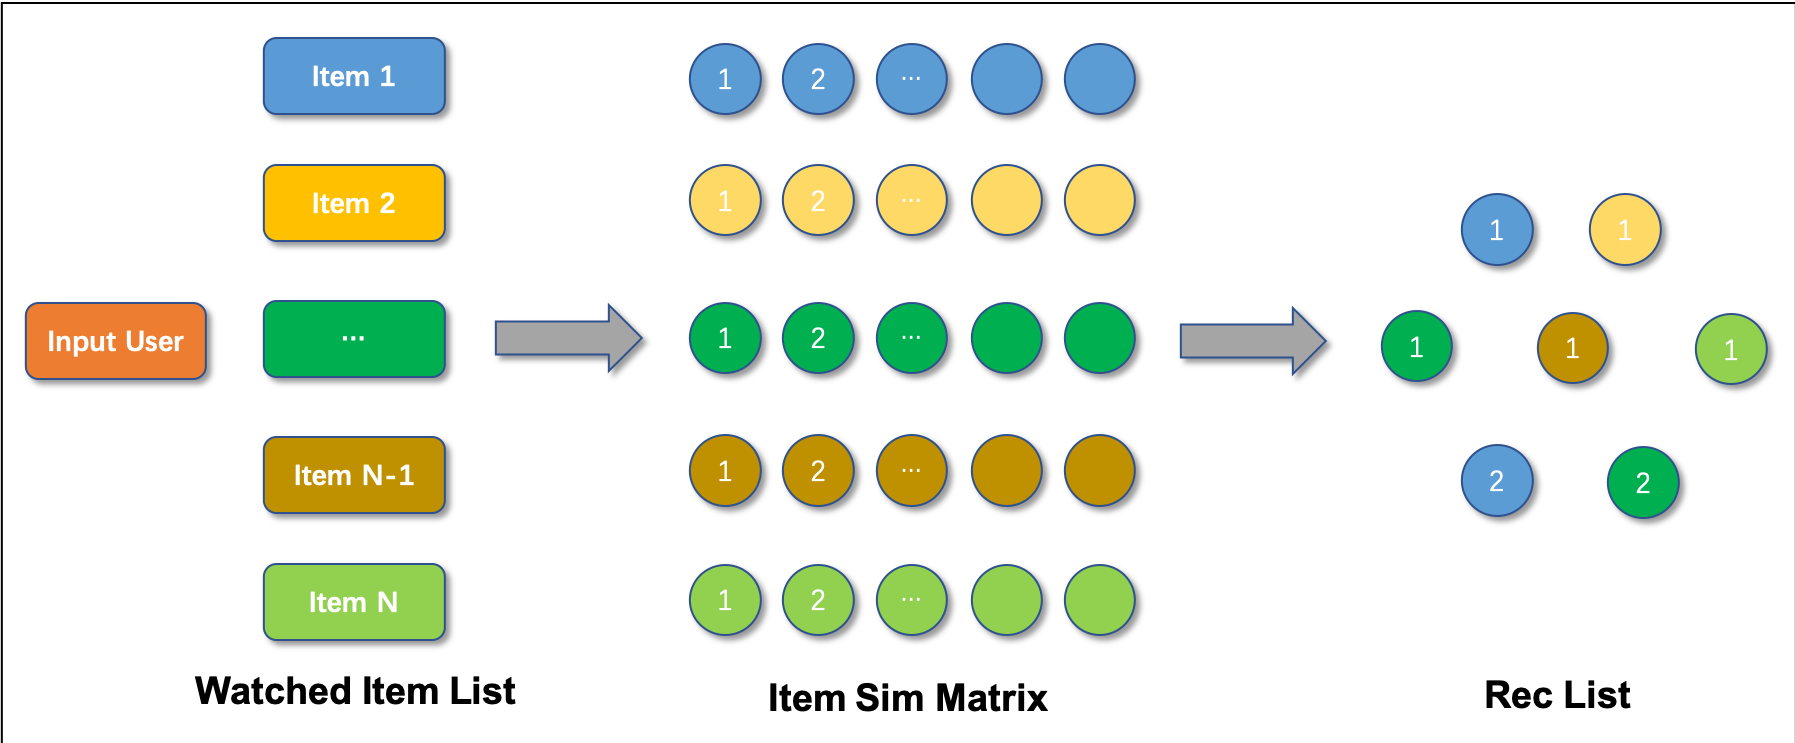 Item 1
1 2 ...
Item 2
1 2 ...
1 1
Input User
...
1 2 ...
1 1 1
Item N-1
1 2 ...
2 2
Item N
1 2 ...
Watched Item List
Item Sim Matrix
Rec List